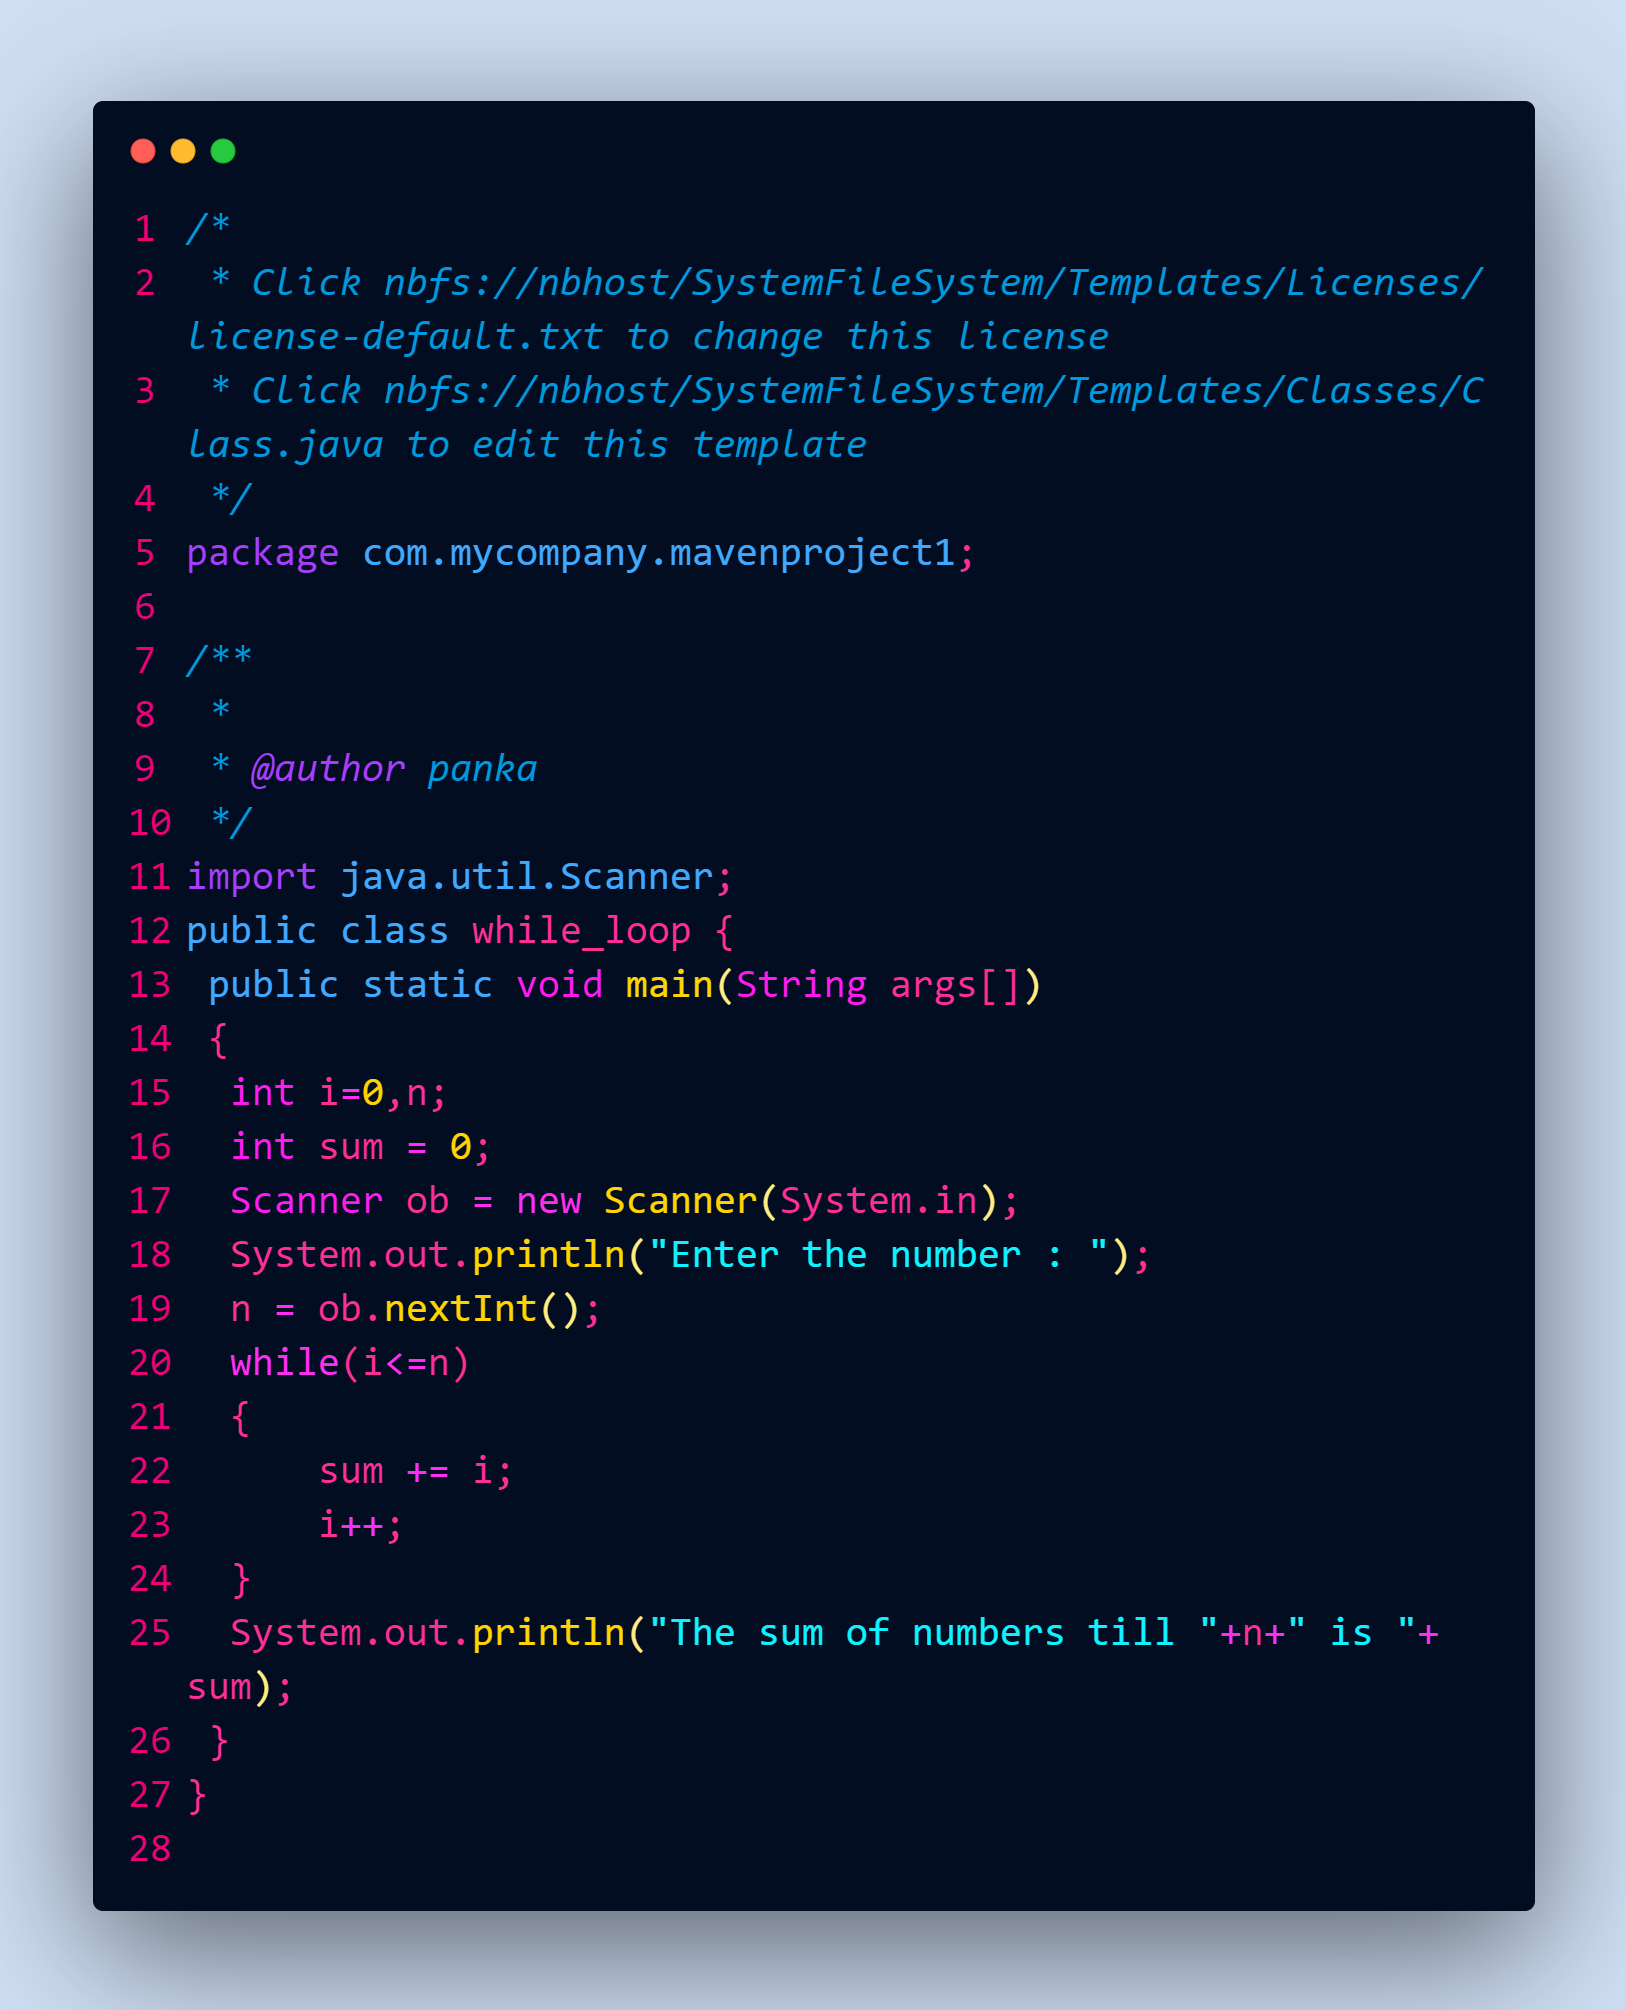 1 /*
2  * Click nbfs://nbhost/SystemFileSystem/Templates/Licenses/
license-default.txt to change this license
3  * Click nbfs://nbhost/SystemFileSystem/Templates/Classes/C
lass.java to edit this template
4  */
5 package com.mycompany.mavenproject1;
6
7 /**
8  *
9  * @author panka
10  */
11 import java.util.Scanner;
12 public class while_loop {
13  public static void main(String args[])
14  {
15   int i=0,n;
16   int sum = 0;
17   Scanner ob = new Scanner(System.in);
18   System.out.println("Enter the number : ");
19   n = ob.nextInt();
20   while(i<=n)
21   {
22       sum += i;
23       i++;
24   }
25   System.out.println("The sum of numbers till "+n+" is "+
sum);
26  }
27 }
28